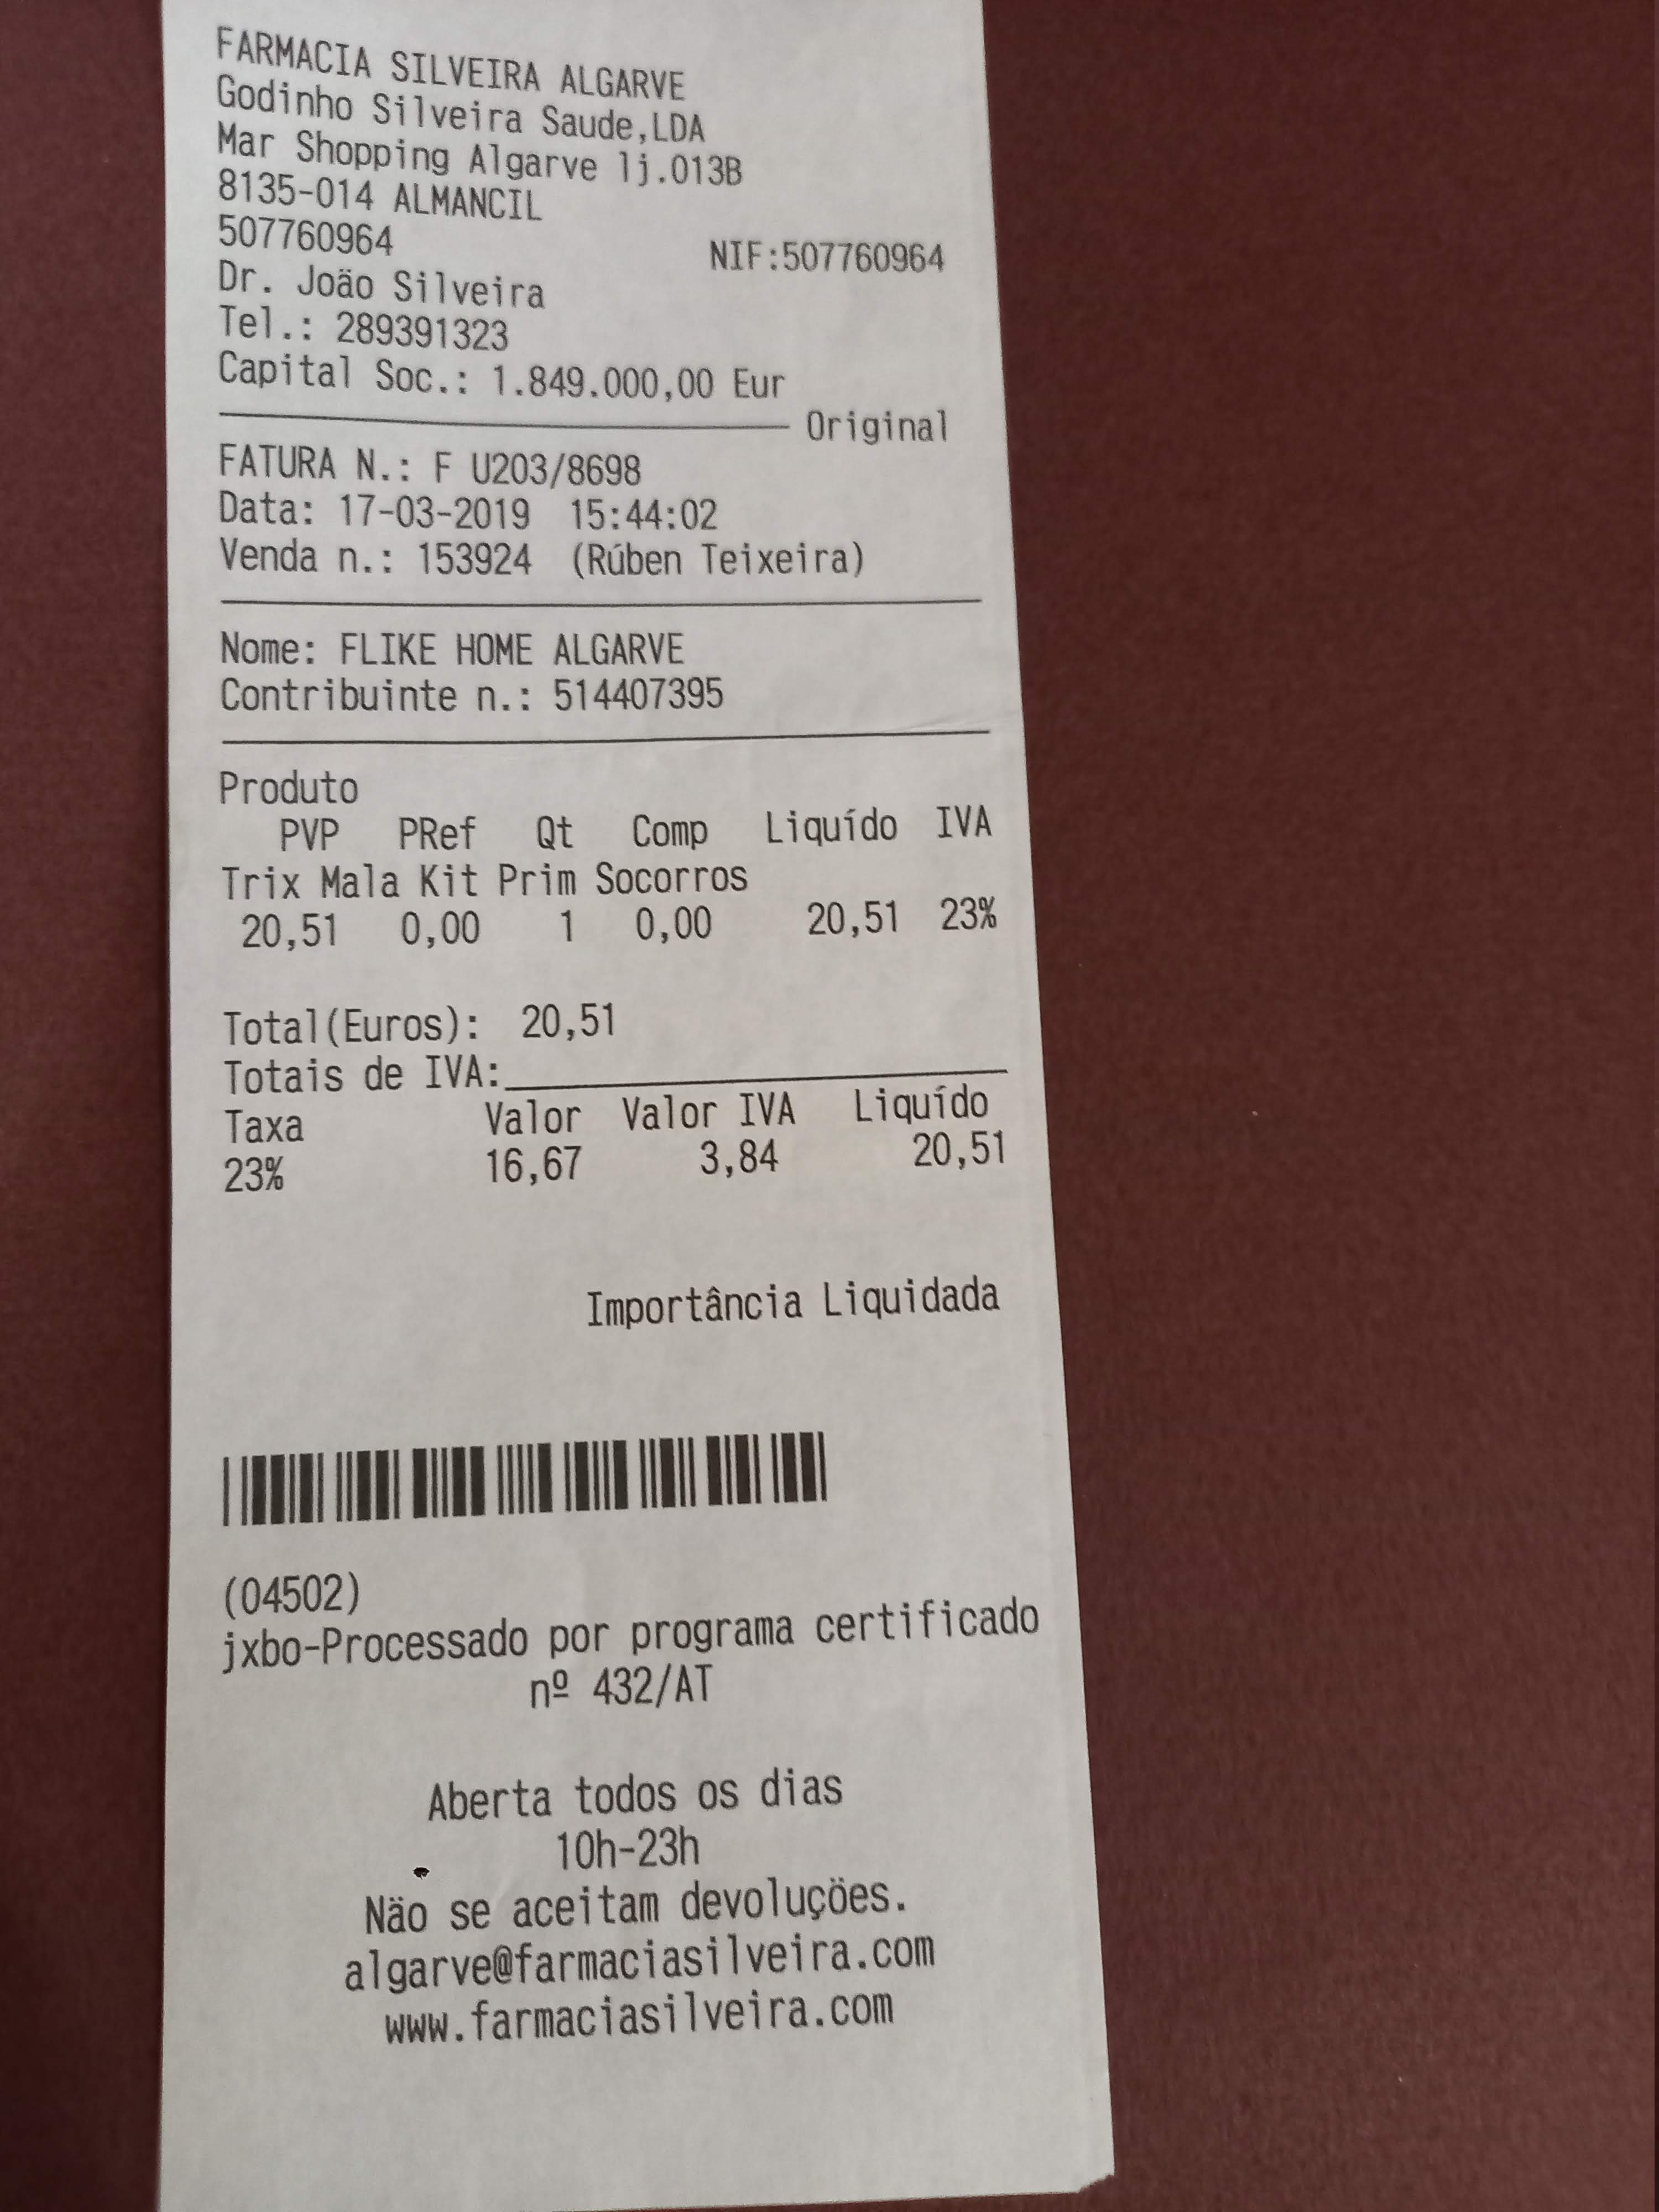 FARMACIA SILVEIRA ALGARVE
Godinho Silveira Saude,LDA
Mar Shopping Algarve lj.013B
8135-014 ALMANCIL
507760964 NIF:507760964
Dr. Joäo Silveira
Tel.: 289391323
Capital Soc.: 1.849.000,00 Eur
Original
FATURA N.: F U203/8698
Data: 17-03-2019 15:44:02
Venda n.: 153924 (Rúben Teixeira)
Nome: FLIKE HOME ALGARVE
Contribuinte n.: 514407395
Produto
PVP PRef Qt Comp Liquído IVA
Trix Mala Kit Prim Socorros
20,51 0,00 1 0,00 20,51 23%
Total(Euros): 20,51
Totais de IVA:
Taxa Valor Valor IVA Liquído
23% 16,67 3,84 20,51
Importância Liquidada
(04502)
jxbo-Processado por programa certificado
nº 432/AT
Aberta todos os dias
10h-23h
Näo se aceitam devoluçöes.
algarve@farmaciasilveira.com
www.farmaciasilveira.com